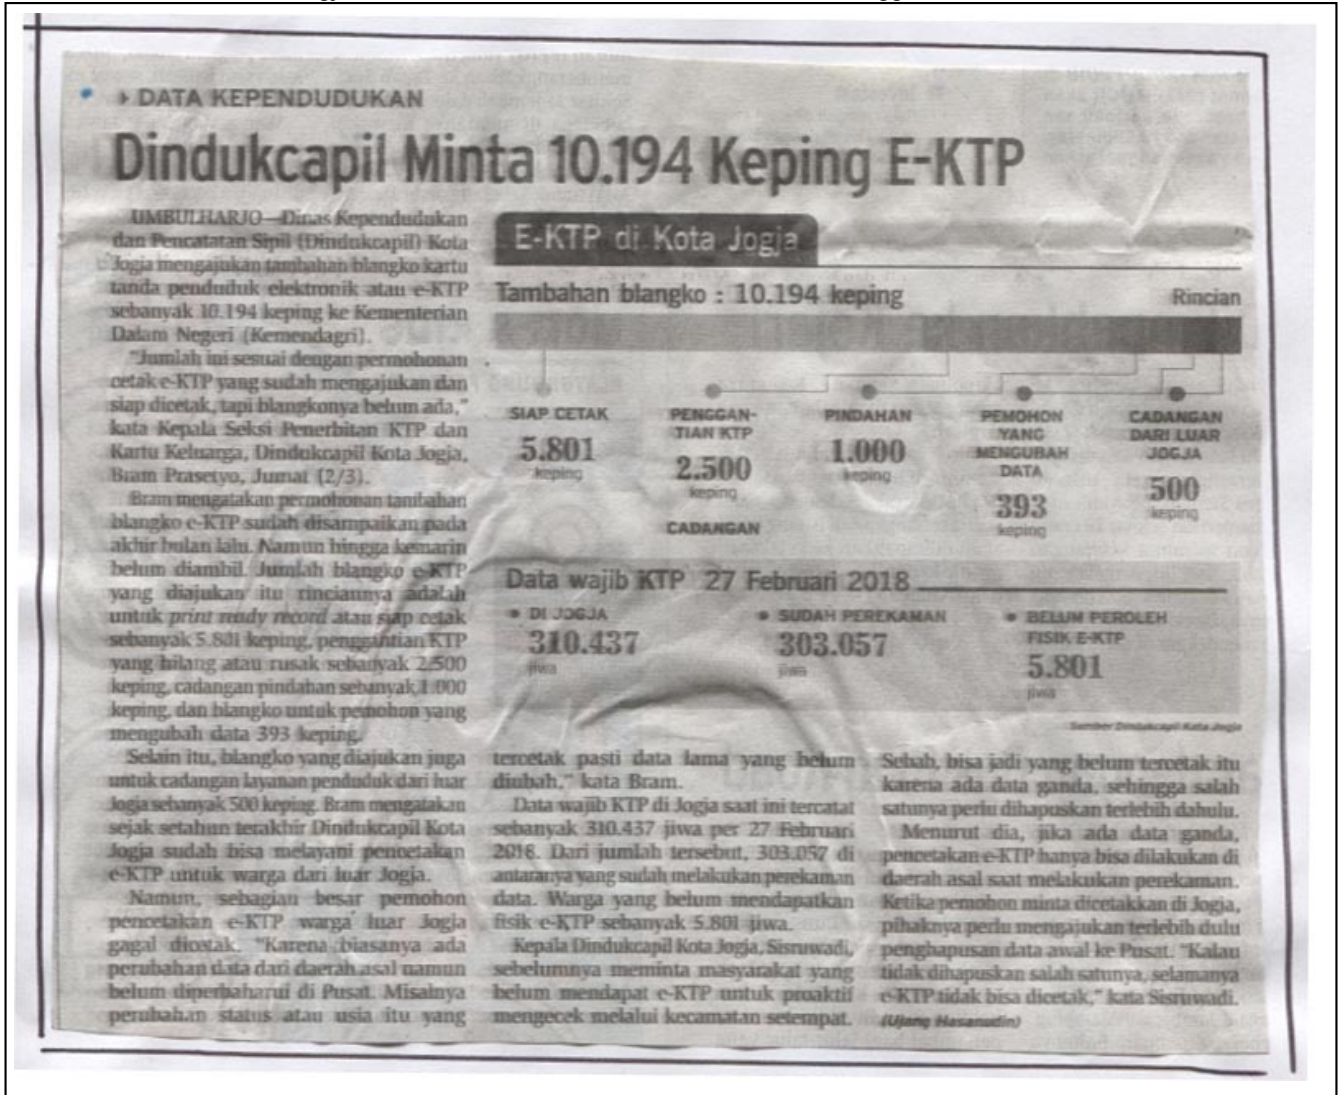 DATA KEPENDUDUKAN
Dindukcapil Minta 10.194 Keping E-KTP
UMBULHARJO—Dinas Kependudukan
dan Pencatatan Sipil (Dindukcapil) Kota
Jogja mengajukan tambahan blangko kartu
tanda penduduk elektronik atau e-KTP
sebanyak 10.194 keping ke Kementerian
Dalam Negeri (Kemendagri).
"Jumlah ini sesuai dengan permohonan
cetak e-KTP yang sudah mengajukan dan
siap dicetak, tapi blangkonya belum ada,"
kata Kepala Seksi Penerbitan KTP dan
Kartu Keluarga, Dindukcapil Kota Jogja,
Bram Prasetyo, Jumat (2/3).
Bram mengatakan permohonan tambahan
blangko e-KTP sudah disampaikan pada
akhir bulan lalu. Namun hingga kemarin
belum diambil. Jumlah blangko e-KTP
yang diajukan itu rinciannya adalah
untuk print ready record atau siap cetak
sebanyak 5.801 keping, penggantian KTP
yang hilang atau rusak sebanyak 2.500
keping, cadangan pindahan sebanyak 1.000
keping, dan blangko untuk pemohon yang
mengubah data 393 keping.
Selain itu, blangko yang diajukan juga
untuk cadangan layanan penduduk dari luar
Jogja sebanyak 500 keping. Bram mengatakan
sejak setahun terakhir Dindukcapil Kota
Jogja sudah bisa melayani pencetakan
e-KTP untuk warga dari luar Jogja.
Namun, sebagian besar pemohon
pencetakan e-KTP warga luar Jogja
gagal dicetak. "Karena biasanya ada
perubahan data dari daerah asal namun
belum diperbaharui di Pusat. Misalnya
perubahan status atau usia itu yang
E-KTP di Kota Jogja
Tambahan blangko : 10.194 keping
Rincian
SIAP CETAK
5.801
keping
PENGGAN-
TIAN KTP
2.500
keping
CADANGAN
PINDAHAN
1.000
keping
PEMOHON
YANG
MENGUBAH
DATA
393
keping
CADANGAN
DARI LUAR
JOGJA
500
keping
Data wajib KTP 27 Februari 2018
DI JOGJA
310.437
jiwa
SUDAH PEREKAMAN
303.057
jiwa
BELUM PEROLEH
FISIK E-KTP
5.801
jiwa
Sumber Dindukcapil Kota Jogja
tercetak pasti data lama yang belum
diubah," kata Bram.
Data wajib KTP di Jogja saat ini tercatat
sebanyak 310.437 jiwa per 27 Februari
2018. Dari jumlah tersebut, 303.057 di
antaranya yang sudah melakukan perekaman
data. Warga yang belum mendapatkan
fisik e-KTP sebanyak 5.801 jiwa.
Kepala Dindukcapil Kota Jogja, Sisruwadi,
sebelumnya meminta masyarakat yang
belum mendapat e-KTP untuk proaktif
mengecek melalui kecamatan setempat.
Sebab, bisa jadi yang belum tercetak itu
karena ada data ganda, sehingga salah
satunya perlu dihapuskan terlebih dahulu.
Menurut dia, jika ada data ganda,
pencetakan e-KTP hanya bisa dilakukan di
daerah asal saat melakukan perekaman.
Ketika pemohon minta dicetakkan di Jogja,
pihaknya perlu mengajukan terlebih dulu
penghapusan data awal ke Pusat. "Kalau
tidak dihapuskan salah satunya, selamanya
e-KTP tidak bisa dicetak," kata Sisruwadi.
(Ujang Hasanudin)